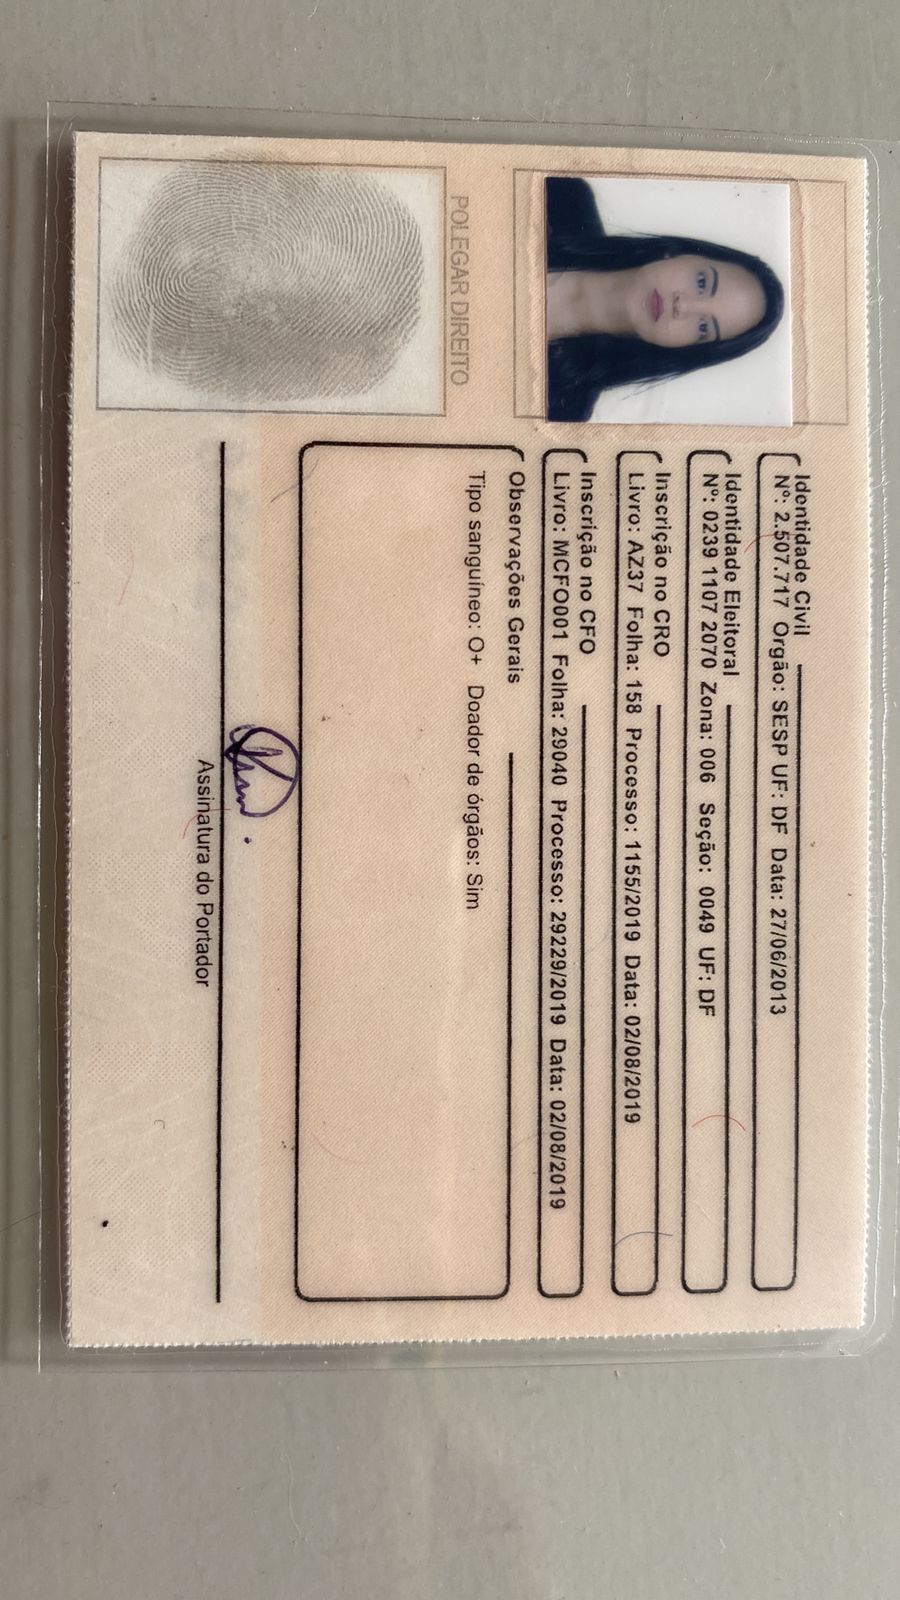 Identidade Civil
Nº: 2.507.717 Orgão: SESP UF: DF Data: 27/06/2013
Identidade Eleitoral
Nº: 0239 1107 2070 Zona: 006 Seção: 0049 UF: DF
Inscrição no CRO
Livro: AZ37 Folha: 158 Processo: 1155/2019 Data: 02/08/2019
Inscrição no CFO
Livro: MCFO001 Folha: 29040 Processo: 29229/2019 Data: 02/08/2019
Observações Gerais
Tipo sanguíneo: O+ Doador de órgãos: Sim
POLEGAR DIREITO
Assinatura do Portador